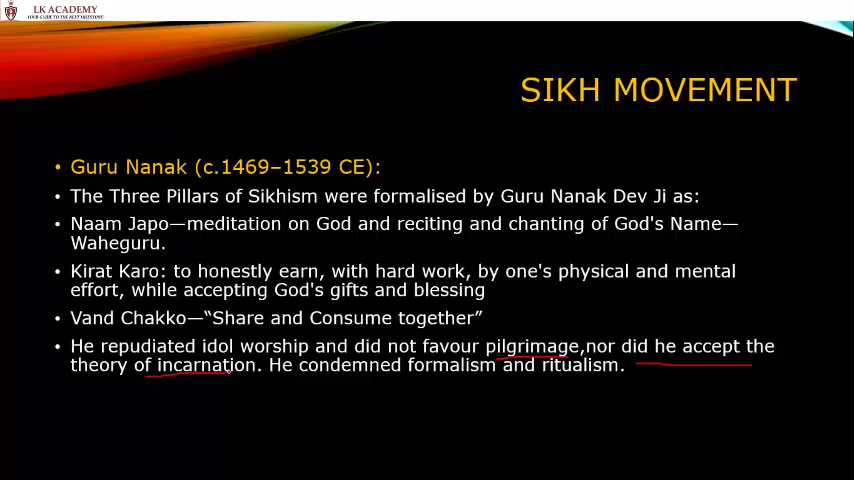 LK ACADEMY
YOUR GUIDE TO THE NEXT MILESTONE!
SIKH MOVEMENT
• Guru Nanak (c.1469–1539 CE):
• The Three Pillars of Sikhism were formalised by Guru Nanak Dev Ji as:
• Naam Japo—meditation on God and reciting and chanting of God's Name—
Waheguru.
• Kirat Karo: to honestly earn, with hard work, by one's physical and mental
effort, while accepting God's gifts and blessing
• Vand Chakko—“Share and Consume together”
• He repudiated idol worship and did not favour pilgrimage,nor did he accept the
theory of incarnation. He condemned formalism and ritualism.